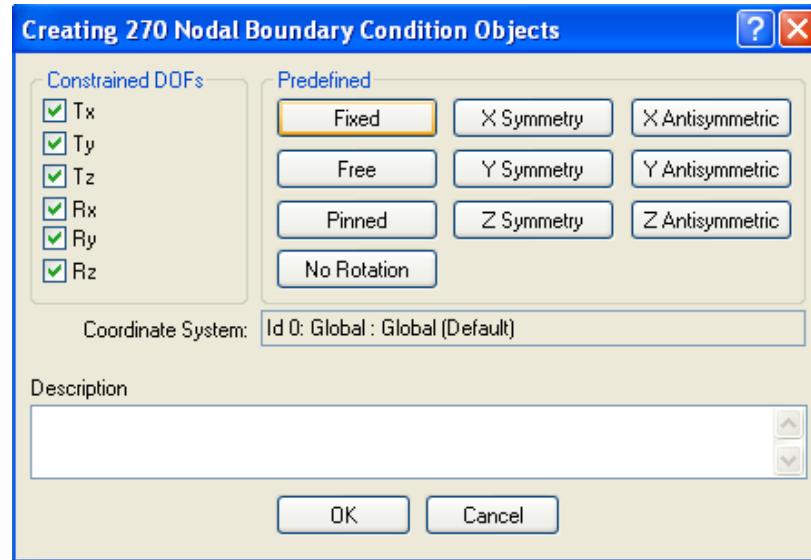 Creating 270 Nodal Boundary Condition Objects
Constrained DOFs
Tx
Ty
Tz
Rx
Ry
Rz
Predefined
Fixed
X Symmetry
X Antisymmetric
Free
Y Symmetry
Y Antisymmetric
Pinned
Z Symmetry
Z Antisymmetric
No Rotation
Coordinate System:
Id 0: Global : Global (Default)
Description
OK
Cancel